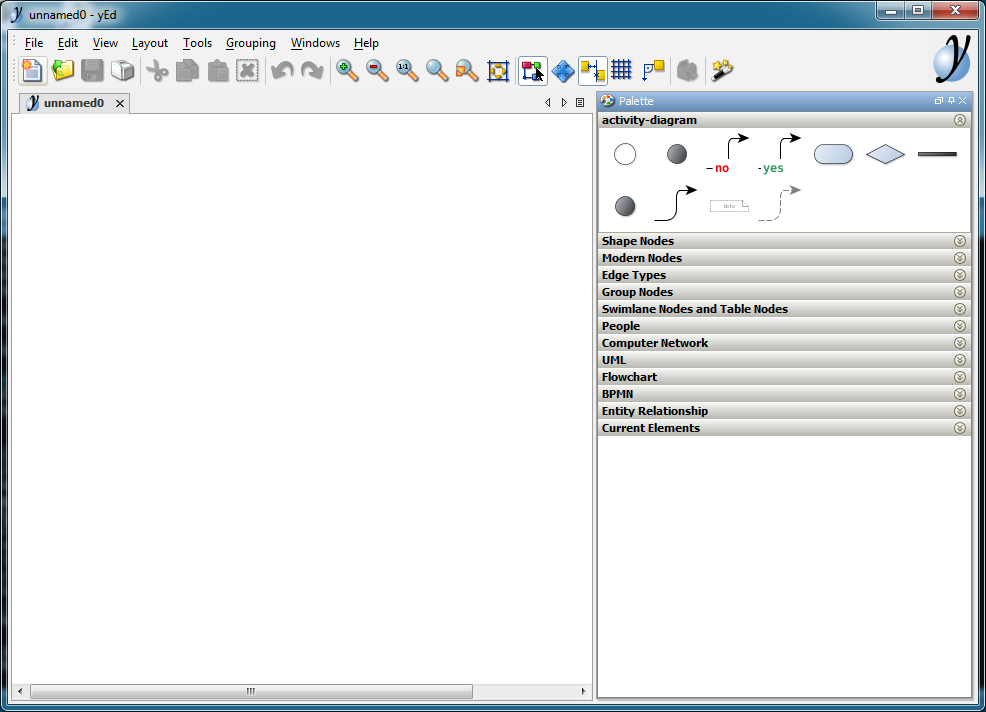 unnamed0 - yEd
File Edit View Layout Tools Grouping Windows Help
1:1
unnamed0
Palette
activity-diagram
no
yes
Note
Shape Nodes
Modern Nodes
Edge Types
Group Nodes
Swimlane Nodes and Table Nodes
People
Computer Network
UML
Flowchart
BPMN
Entity Relationship
Current Elements